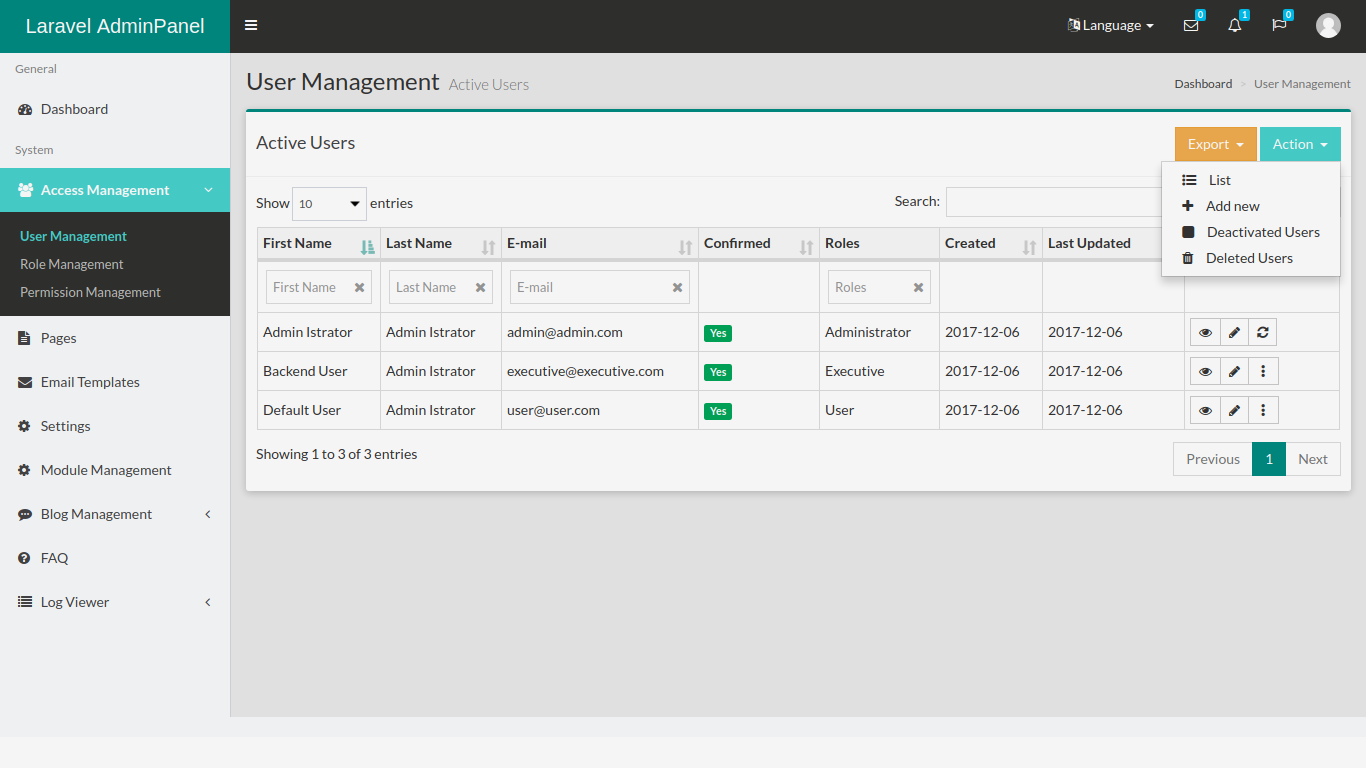 Laravel AdminPanel
Language
0
1
0
General
Dashboard
System
Access Management
User Management
Role Management
Permission Management
Pages
Email Templates
Settings
Module Management
Blog Management
FAQ
Log Viewer
User Management Active Users
Dashboard > User Management
Active Users
Export
Action
List
Add new
Deactivated Users
Deleted Users
Show 10 entries
Search:
First Name Last Name E-mail Confirmed Roles Created Last Updated
First Name Last Name E-mail Roles
Admin Istrator Admin Istrator admin@admin.com Yes Administrator 2017-12-06 2017-12-06
Backend User Admin Istrator executive@executive.com Yes Executive 2017-12-06 2017-12-06
Default User Admin Istrator user@user.com Yes User 2017-12-06 2017-12-06
Showing 1 to 3 of 3 entries
Previous 1 Next